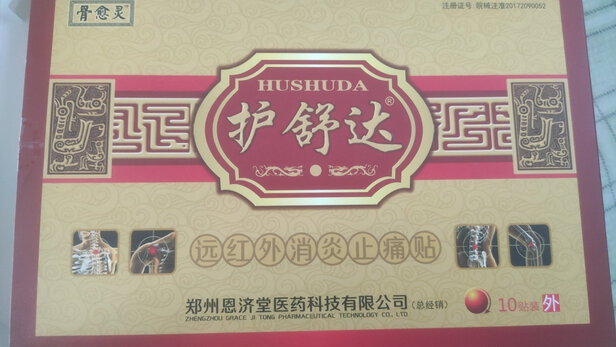 骨愈灵
注册证号 皖械注准20172090052
HUSHUDA
护舒达®
远红外消炎止痛贴
郑州恩济堂医药科技有限公司(总经销)
ZHENGZHOU GRACE JI TONG PHARMACEUTICAL TECHNOLOGY CO., LTD.
10贴装 外